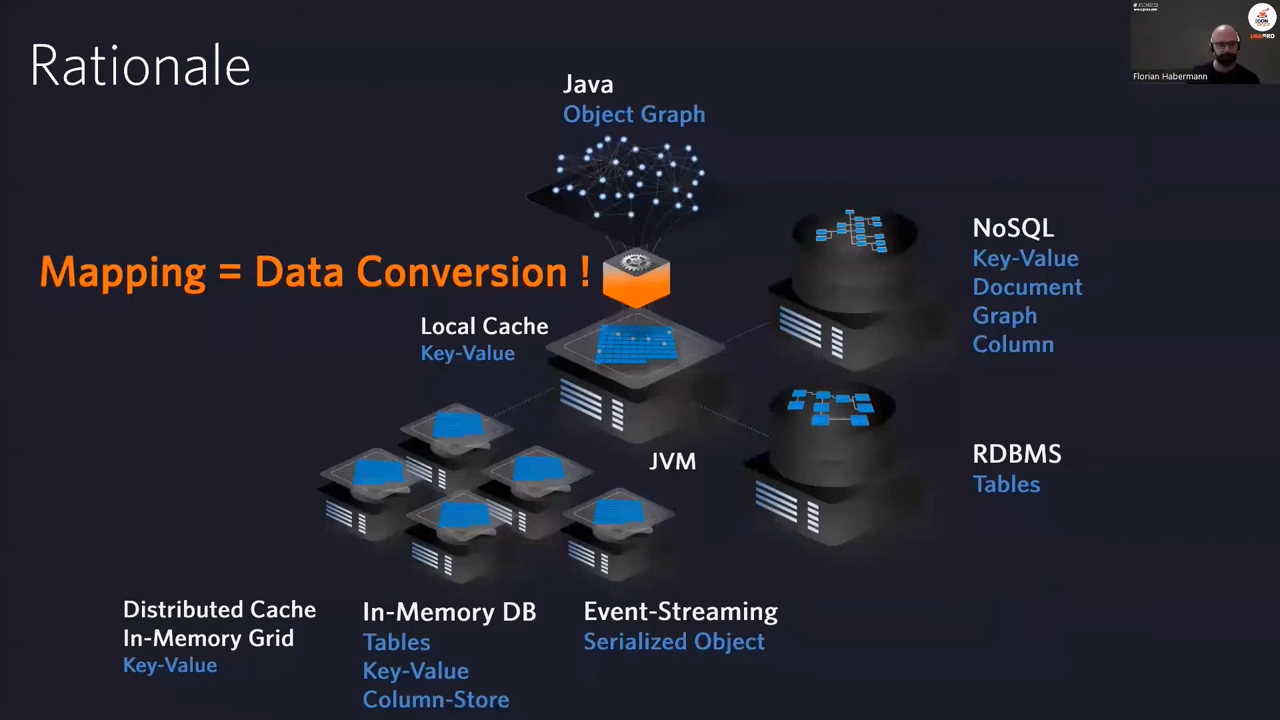 Rationale
Java
Object Graph
Mapping = Data Conversion !
Local Cache
Key-Value
JVM
NoSQL
Key-Value
Document
Graph
Column
RDBMS
Tables
Distributed Cache
In-Memory Grid
Key-Value
In-Memory DB
Tables
Key-Value
Column-Store
Event-Streaming
Serialized Object
Florian Habermann